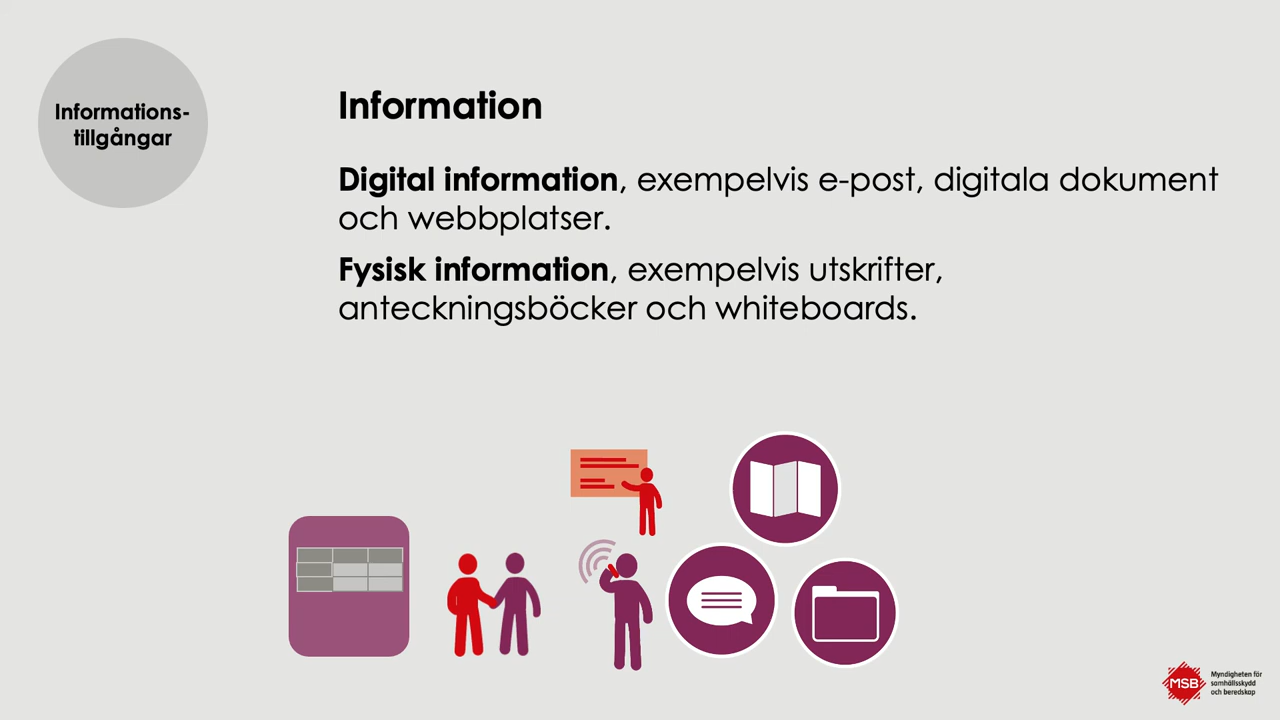 Informations-
tillgångar
Information
Digital information, exempelvis e-post, digitala dokument
och webbplatser.
Fysisk information, exempelvis utskrifter,
anteckningsböcker och whiteboards.
MSB
Myndigheten för
samhällsskydd
och beredskap